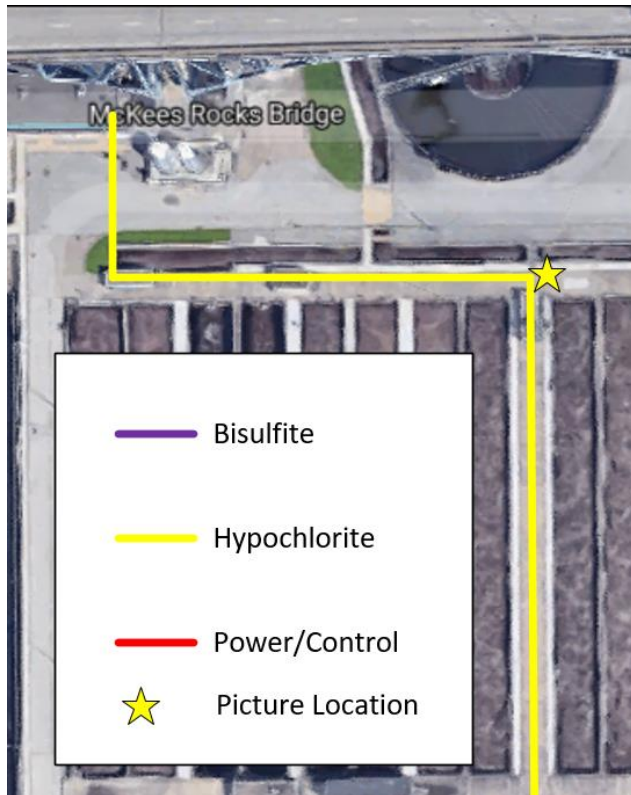 McKees Rocks Bridge
Bisulfite
Hypochlorite
Power/Control
Picture Location